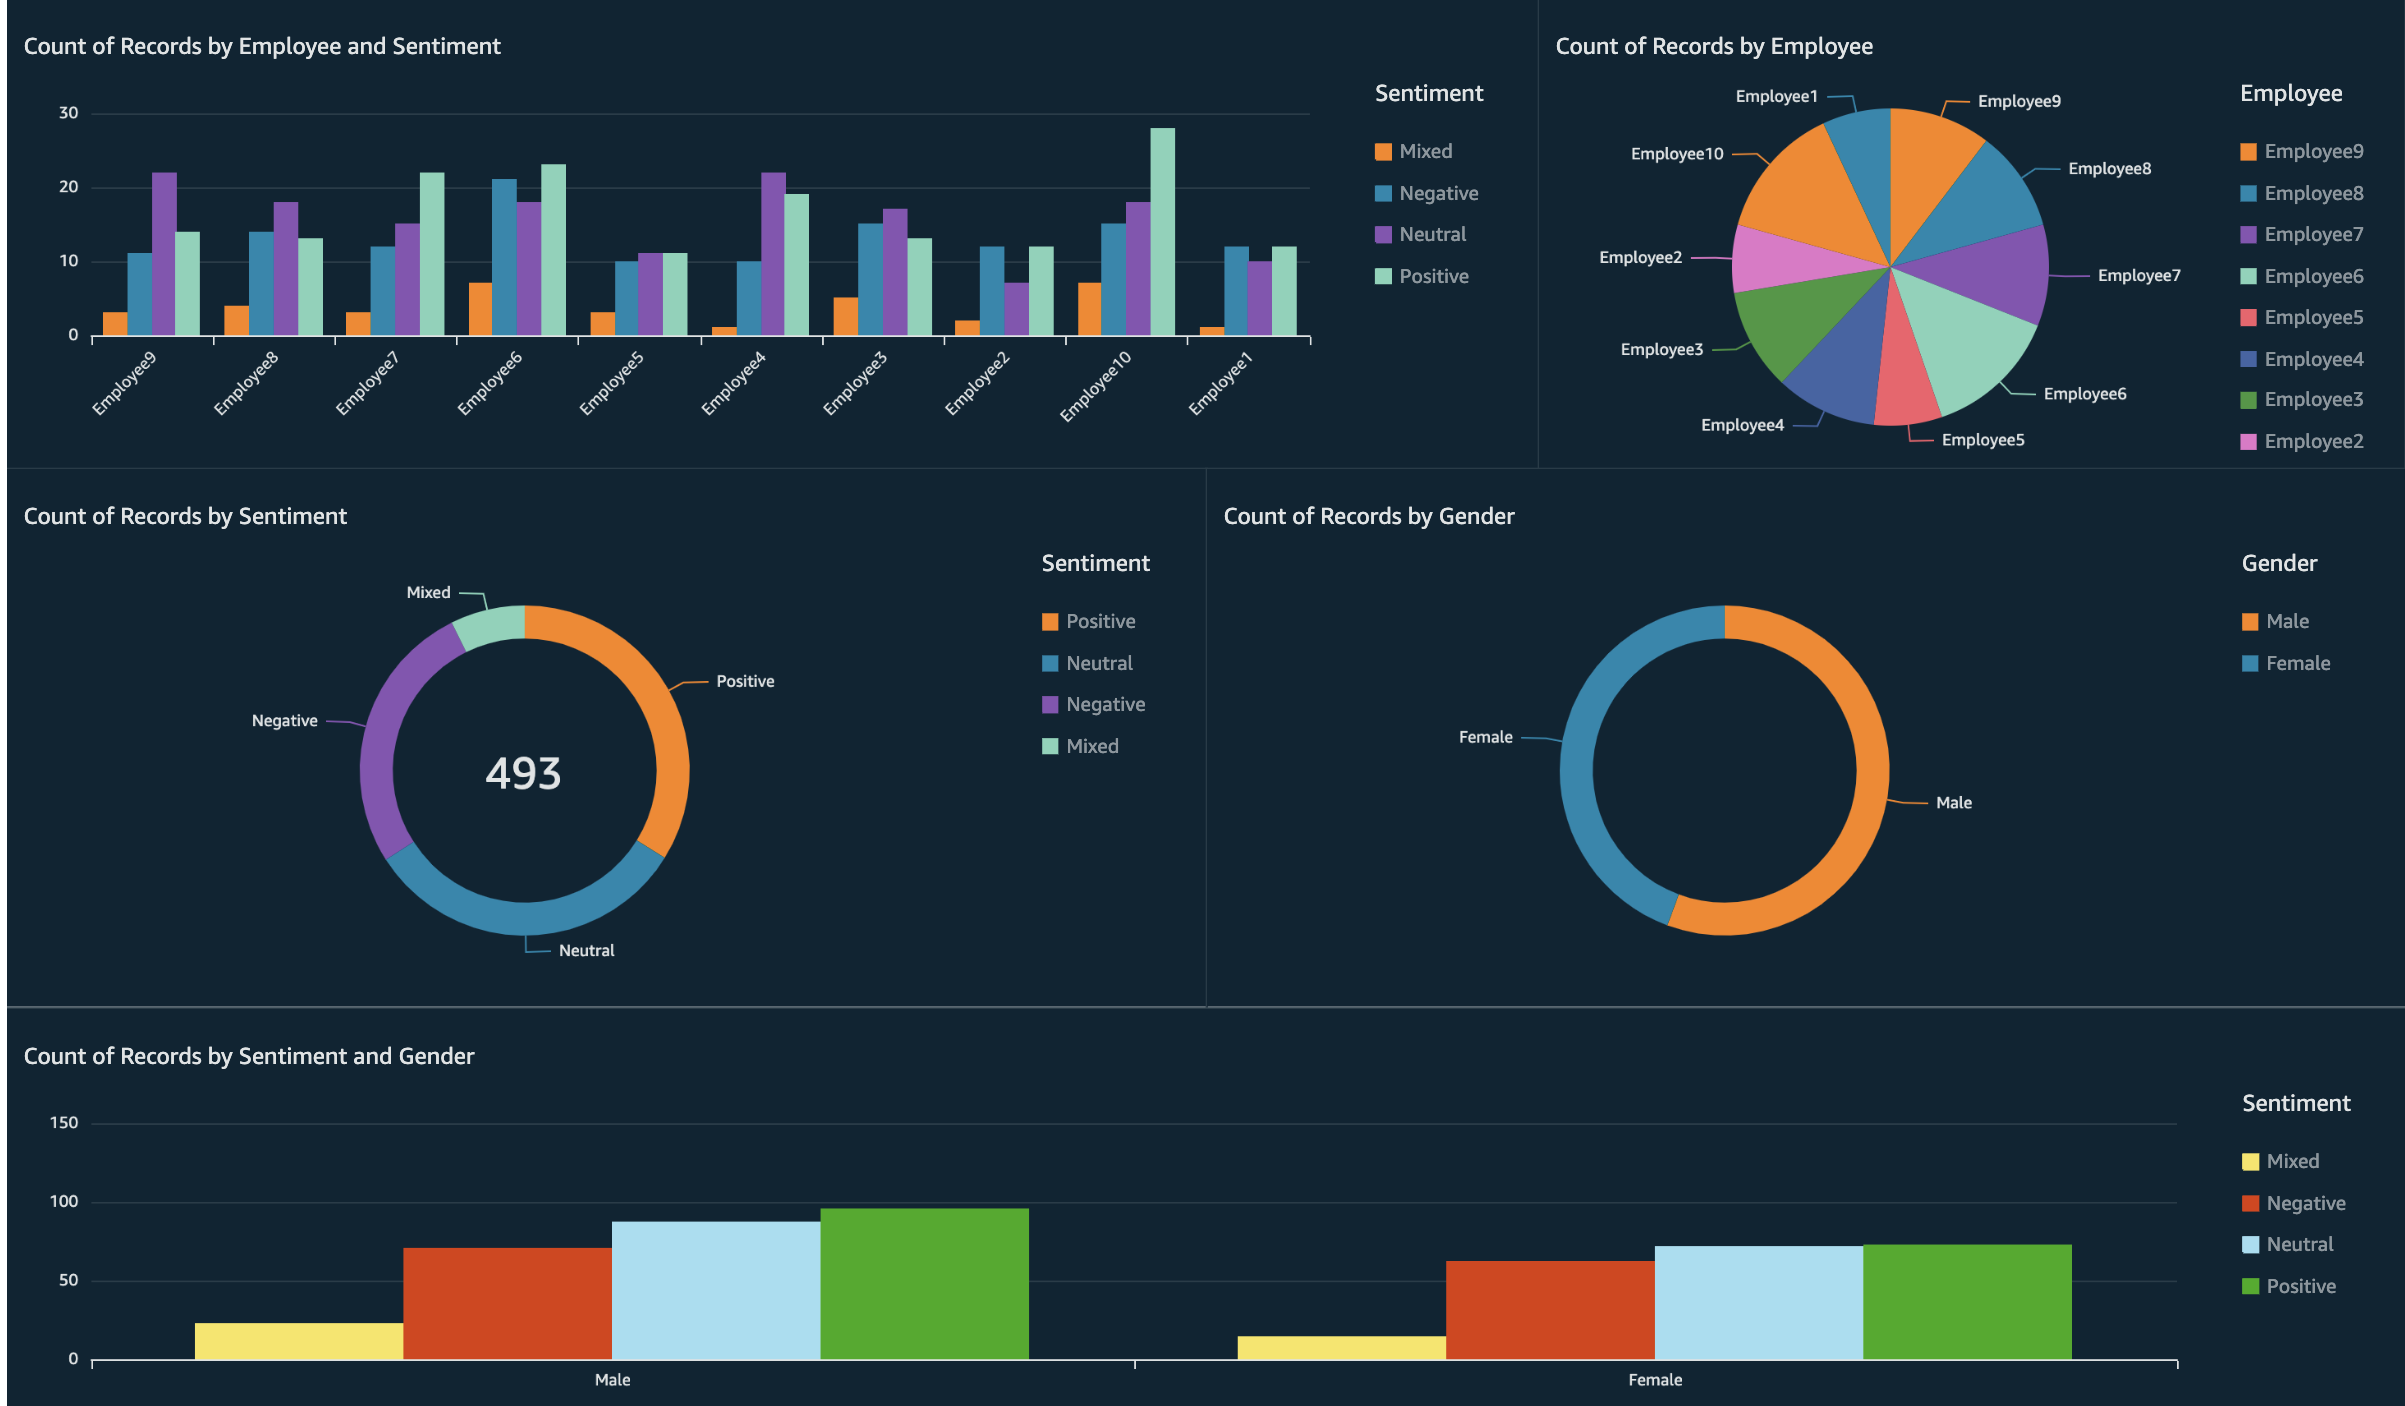 Count of Records by Employee and Sentiment
30
20
10
0
Employee9
Employee8
Employee7
Employee6
Employee5
Employee4
Employee3
Employee2
Employee10
Employee1
Sentiment
Mixed
Negative
Neutral
Positive
Count of Records by Employee
Employee1
Employee9
Employee10
Employee8
Employee2
Employee7
Employee3
Employee6
Employee4
Employee5
Employee
Employee9
Employee8
Employee7
Employee6
Employee5
Employee4
Employee3
Employee2
Count of Records by Sentiment
Mixed
Positive
Negative
493
Neutral
Sentiment
Positive
Neutral
Negative
Mixed
Count of Records by Gender
Female
Male
Gender
Male
Female
Count of Records by Sentiment and Gender
150
100
50
0
Male
Female
Sentiment
Mixed
Negative
Neutral
Positive